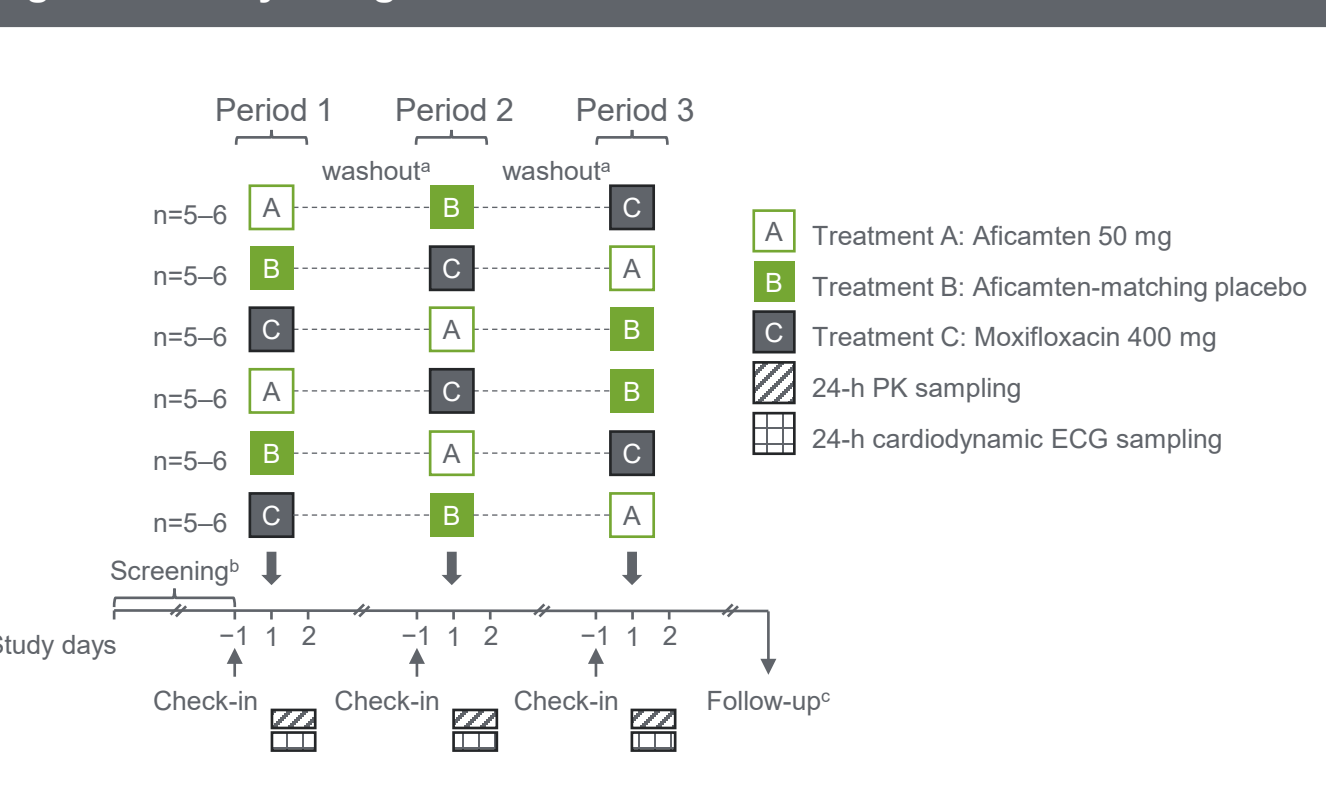 Period 1 Period 2 Period 3
washoutᵃ washoutᵃ
n=5–6 A B C
n=5–6 B C A
n=5–6 C A B
n=5–6 A C B
n=5–6 B A C
n=5–6 C B A
A Treatment A: Aficamten 50 mg
B Treatment B: Aficamten-matching placebo
C Treatment C: Moxifloxacin 400 mg
24-h PK sampling
24-h cardiodynamic ECG sampling
Screeningᵇ
Study days −1 1 2 −1 1 2 −1 1 2
Check-in Check-in Check-in Follow-upᶜ